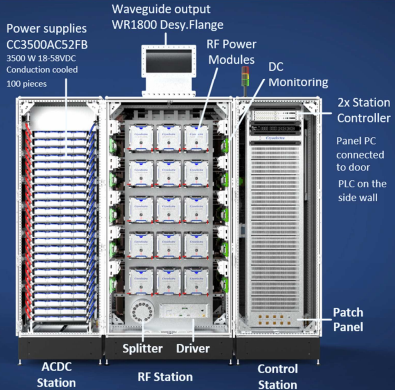 Waveguide output
WR1800 Desy.Flange
Power supplies
CC3500AC52FB
3500 W 18-58VDC
Conduction cooled
100 pieces
RF Power
Modules
DC
Monitoring
2x Station
Controller
Panel PC
connected
to door
PLC on the
side wall
Patch
Panel
Splitter
Driver
ACDC
Station
RF Station
Control
Station